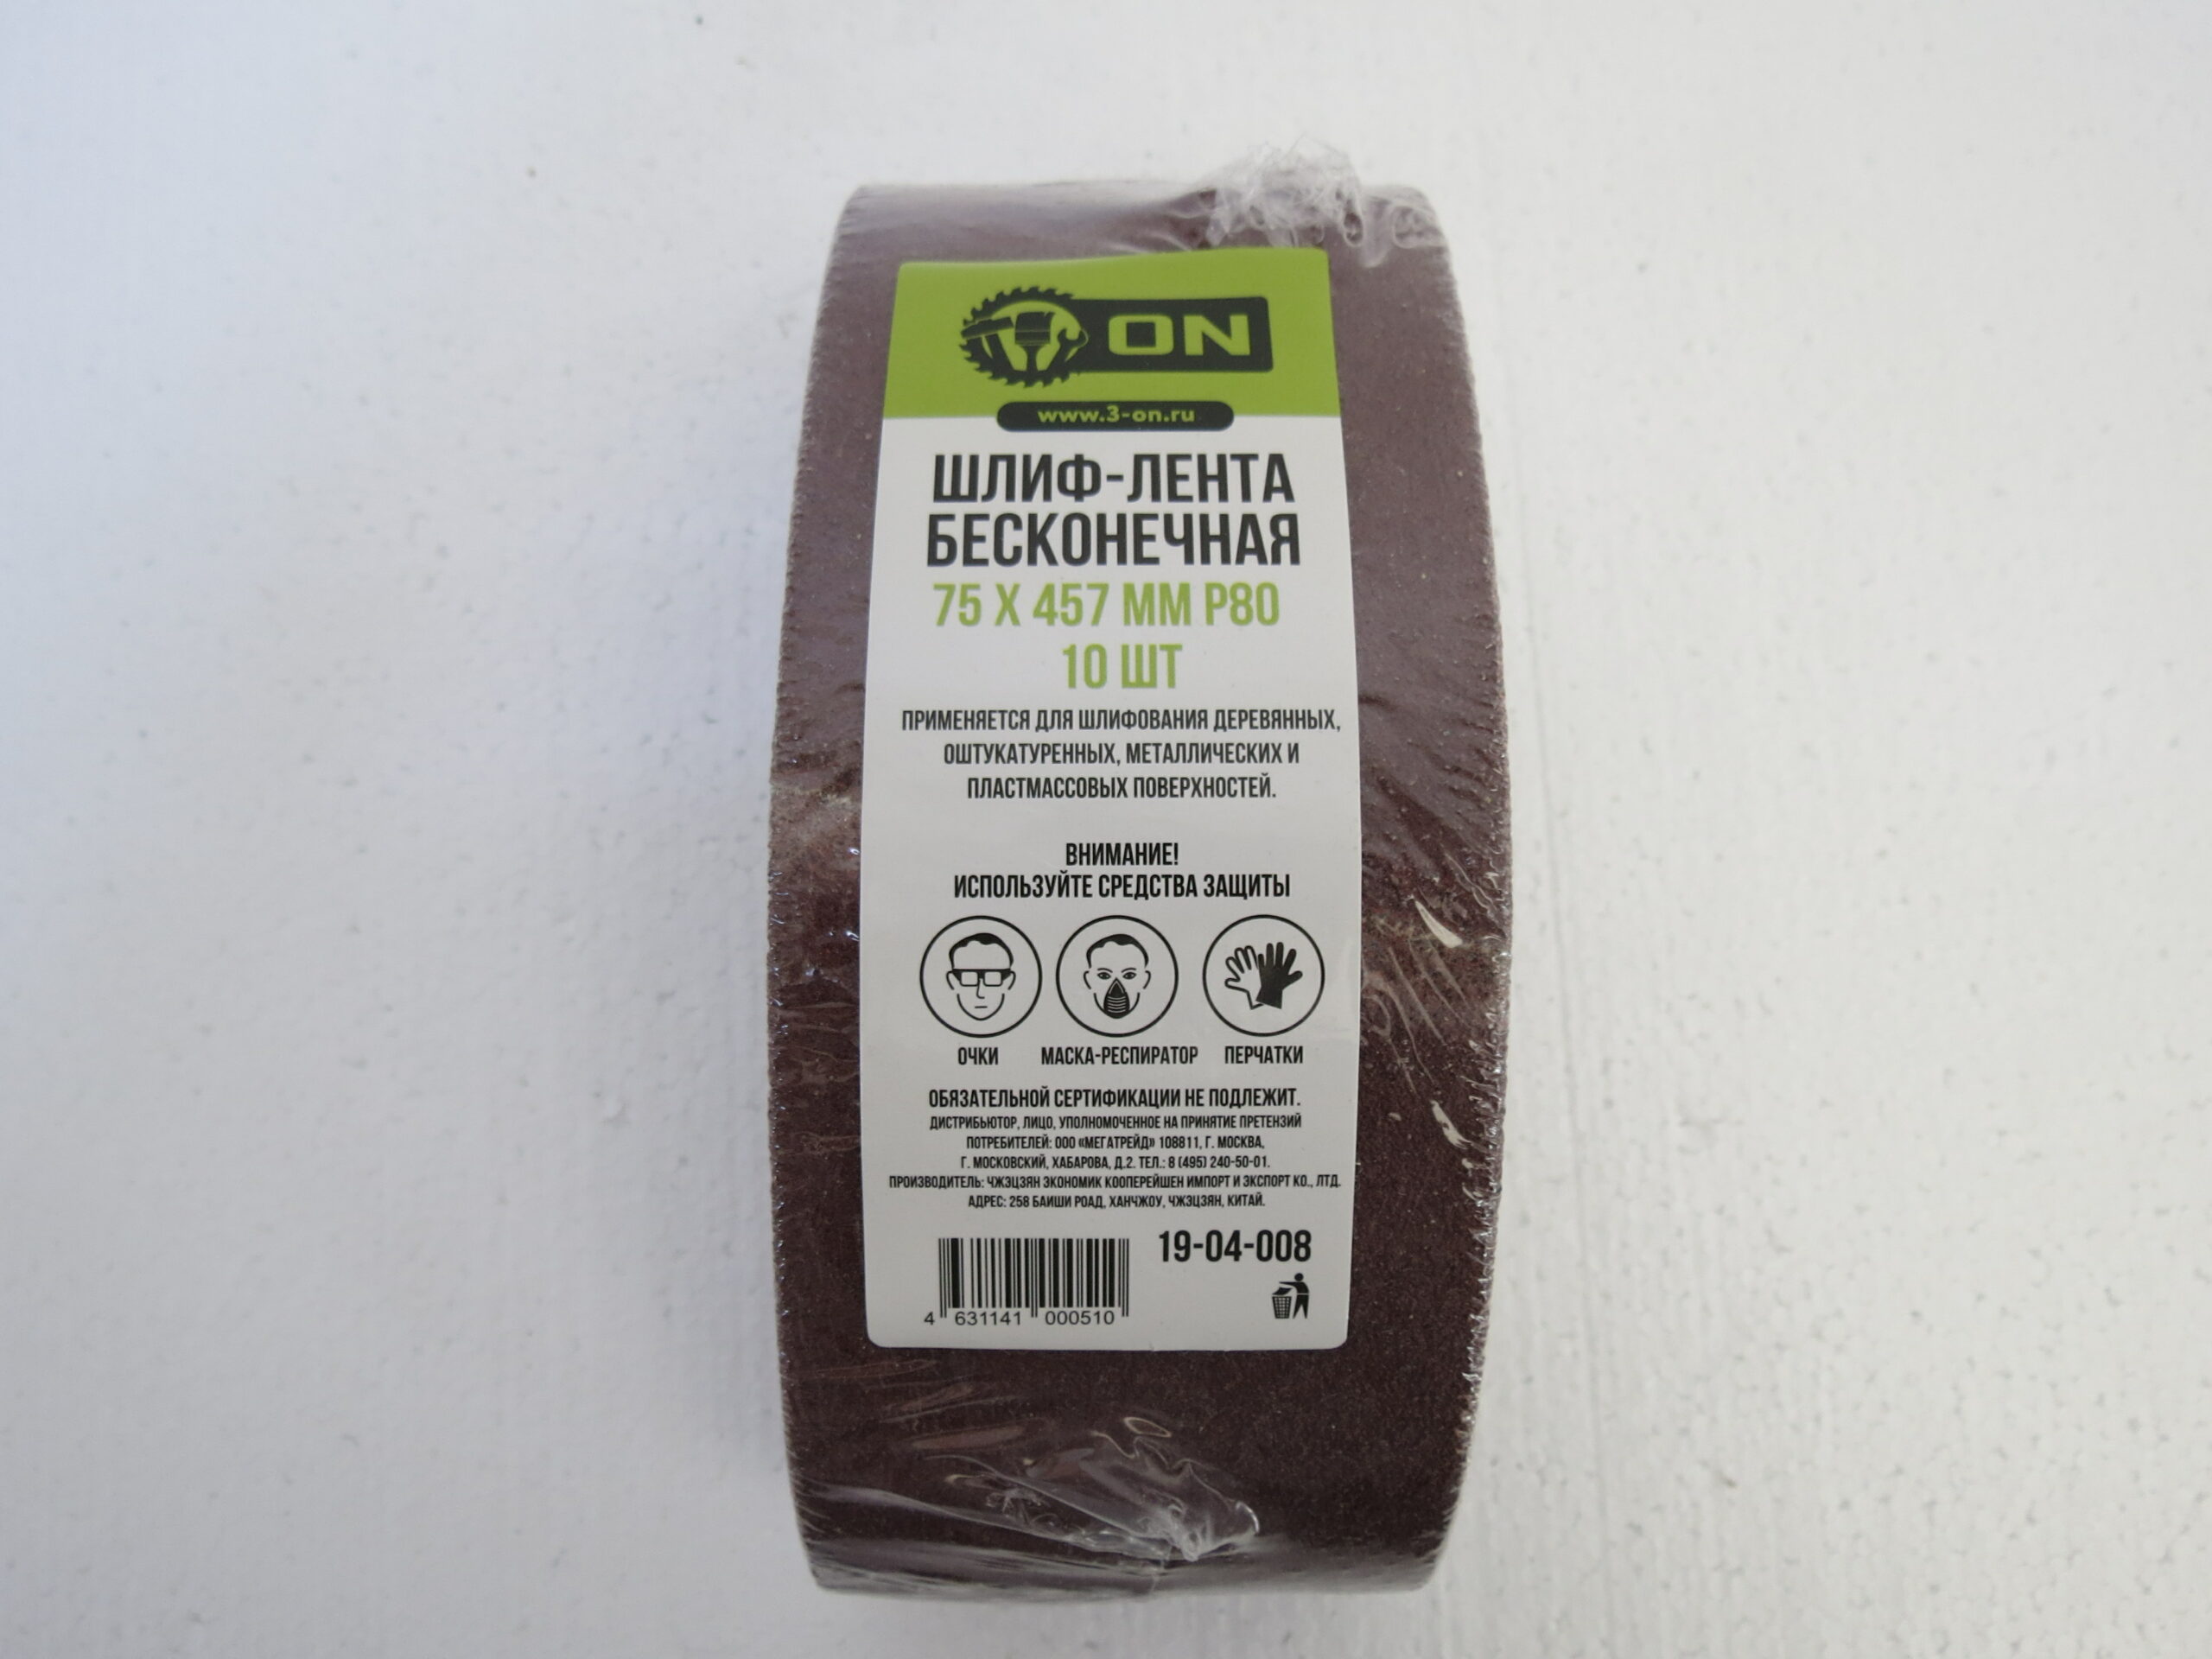 ON
www.3-on.ru
ШЛИФ-ЛЕНТА
БЕСКОНЕЧНАЯ
75 X 457 ММ P80
10 ШТ
ПРИМЕНЯЕТСЯ ДЛЯ ШЛИФОВАНИЯ ДЕРЕВЯННЫХ,
ОШТУКАТУРЕННЫХ, МЕТАЛЛИЧЕСКИХ И
ПЛАСТМАССОВЫХ ПОВЕРХНОСТЕЙ.
ВНИМАНИЕ!
ИСПОЛЬЗУЙТЕ СРЕДСТВА ЗАЩИТЫ
ОЧКИ МАСКА-РЕСПИРАТОР ПЕРЧАТКИ
ОБЯЗАТЕЛЬНОЙ СЕРТИФИКАЦИИ НЕ ПОДЛЕЖИТ.
ДИСТРИБЬЮТОР, ЛИЦО, УПОЛНОМОЧЕННОЕ НА ПРИНЯТИЕ ПРЕТЕНЗИЙ
ПОТРЕБИТЕЛЕЙ: ООО «МЕГАТРЕЙД» 108811, Г. МОСКВА,
Г. МОСКОВСКИЙ, ХАБАРОВА, Д.2. ТЕЛ.: 8 (495) 240-50-01.
ПРОИЗВОДИТЕЛЬ: ЧЖЭЦЗЯН ЭКОНОМИК КООПЕРЕЙШЕН ИМПОРТ И ЭКСПОРТ КО., ЛТД.
АДРЕС: 258 БАИШИ РОАД, ХАНЧЖОУ, ЧЖЭЦЗЯН, КИТАЙ.
19-04-008
4 631141 000510